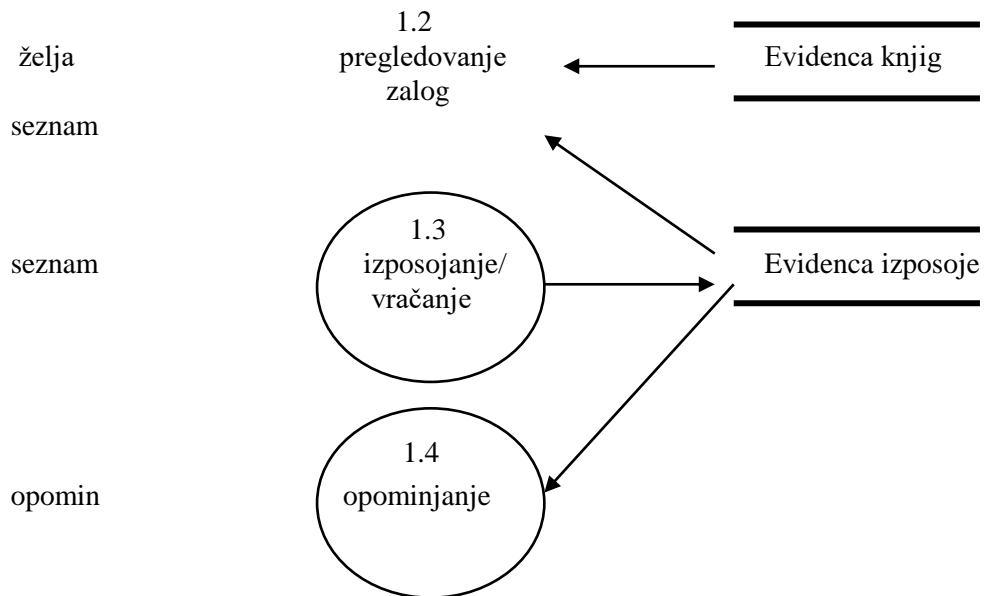 1.2
želja
pregledovanje
zalog
Evidenca knjig
seznam
1.3
izposojanje/
vračanje
seznam
Evidenca izposoje
1.4
opominjanje
opomin